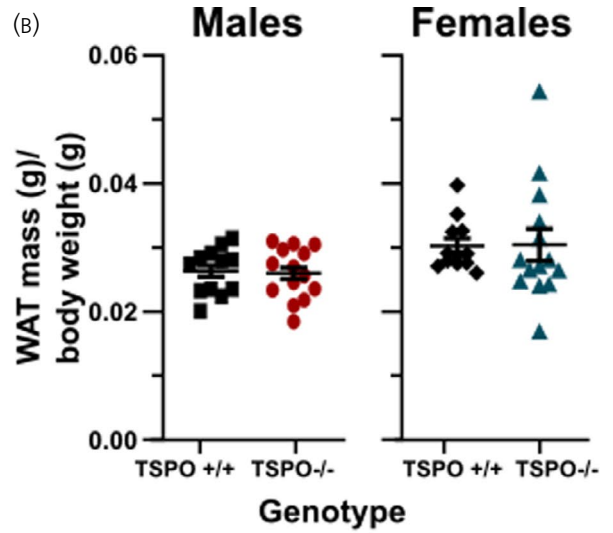 (B)
Males
Females
WAT mass (g)/
body weight (g)
0.06
0.04
0.02
0.00
TSPO +/+
TSPO-/-
TSPO +/+
TSPO-/-
Genotype